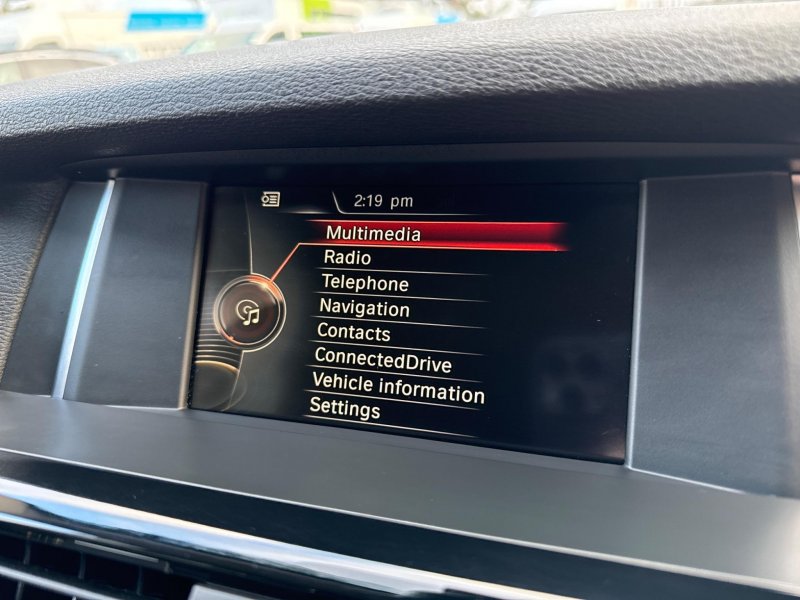 2:19 pm
Multimedia
Radio
Telephone
Navigation
Contacts
ConnectedDrive
Vehicle information
Settings